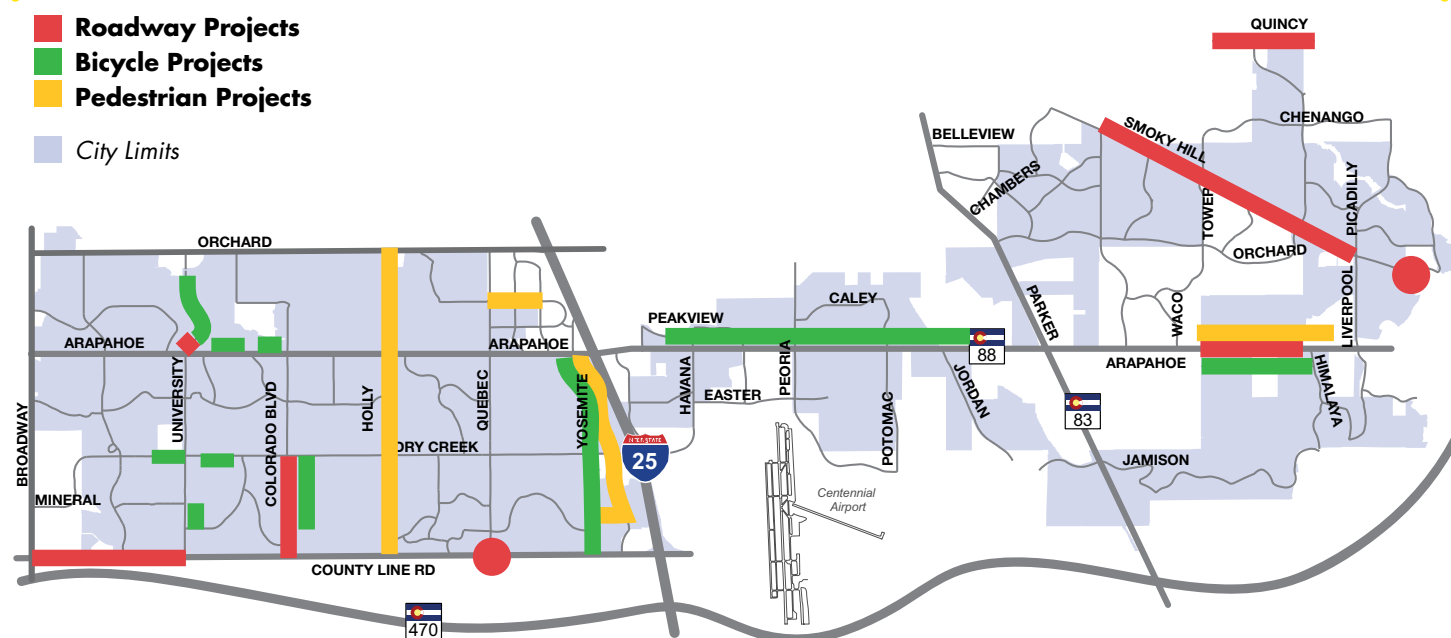 Roadway Projects
Bicycle Projects
Pedestrian Projects
City Limits
QUINCY
CHENANGO
SMOKY HILL
BELLEVIEW
CHAMBERS
TOWER
PICADILLY
ORCHARD
ORCHARD
LIVERPOOL
PARKER
WACO
CALEY
PEAKVIEW
88
ARAPAHOE
ARAPAHOE
ARAPAHOE
HIMALAYA
UNIVERSITY
COLORADO BLVD
HOLLY
QUEBEC
YOSEMITE
HAVANA
PEORIA
EASTER
POTOMAC
JORDAN
83
BROADWAY
DRY CREEK
INTERSTATE
25
JAMISON
MINERAL
Centennial
Airport
COUNTY LINE RD
470